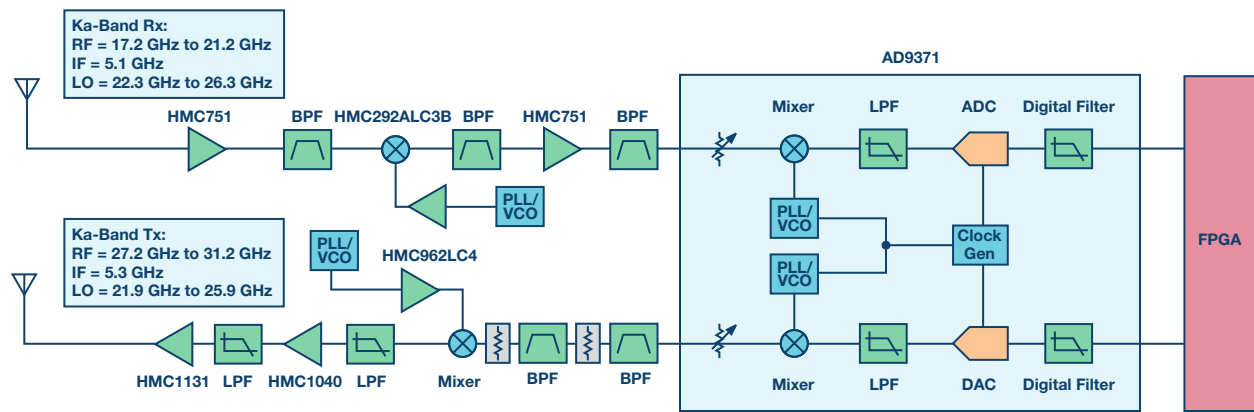 Ka-Band Rx:
RF = 17.2 GHz to 21.2 GHz
IF = 5.1 GHz
LO = 22.3 GHz to 26.3 GHz
AD9371
HMC751
BPF
HMC292ALC3B
BPF
HMC751
BPF
Mixer
LPF
ADC
Digital Filter
PLL/
VCO
PLL/
VCO
Clock
Gen
PLL/
VCO
FPGA
Ka-Band Tx:
RF = 27.2 GHz to 31.2 GHz
IF = 5.3 GHz
LO = 21.9 GHz to 25.9 GHz
PLL/
VCO
HMC962LC4
HMC1131
LPF
HMC1040
LPF
Mixer
BPF
BPF
Mixer
LPF
DAC
Digital Filter